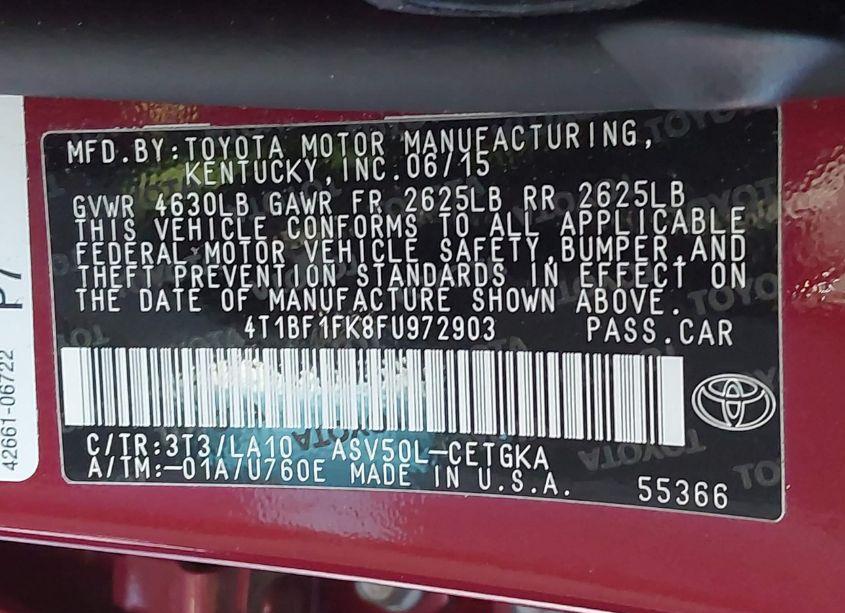 MFD.BY:TOYOTA MOTOR MANUFACTURING,
KENTUCKY,INC.06/15
GVWR 4630LB GAWR FR 2625LB RR 2625LB
THIS VEHICLE CONFORMS TO ALL APPLICABLE
FEDERAL MOTOR VEHICLE SAFETY,BUMPER,AND
THEFT PREVENTION STANDARDS IN EFFECT ON
THE DATE OF MANUFACTURE SHOWN ABOVE.
4T1BF1FK8FU972903 PASS.CAR
C/TR:3T3/LA10 ASV50L-CETGKA
A/TM:-01A/U760E MADE IN U.S.A.
55366
P7
42661-06722